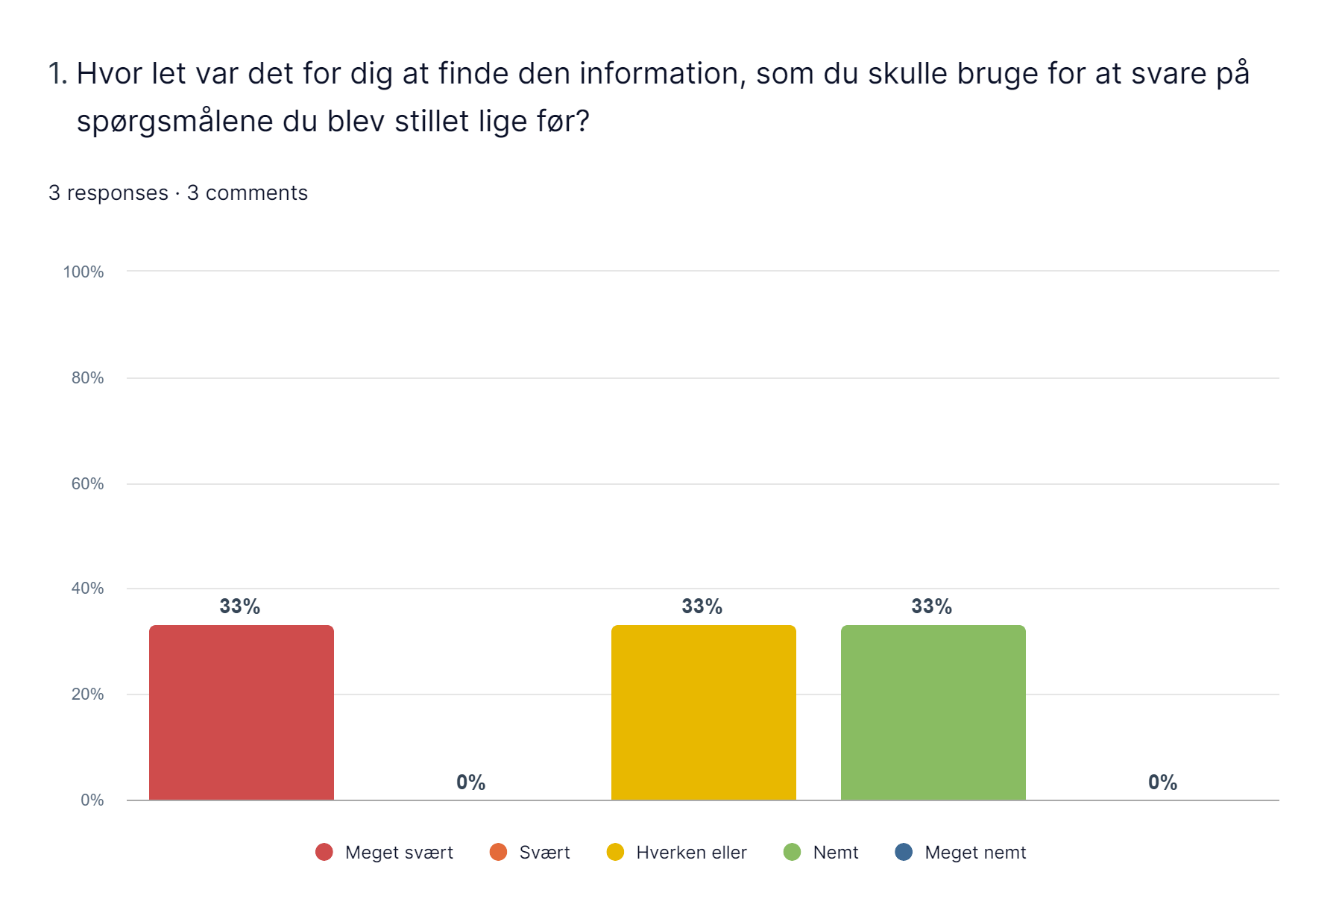 1. Hvor let var det for dig at finde den information, som du skulle bruge for at svare på
spørgsmålene du blev stillet lige før?
3 responses · 3 comments
100%
80%
60%
40%
33% 33% 33%
20%
0% 0%
0%
Meget svært Svært Hverken eller Nemt Meget nemt